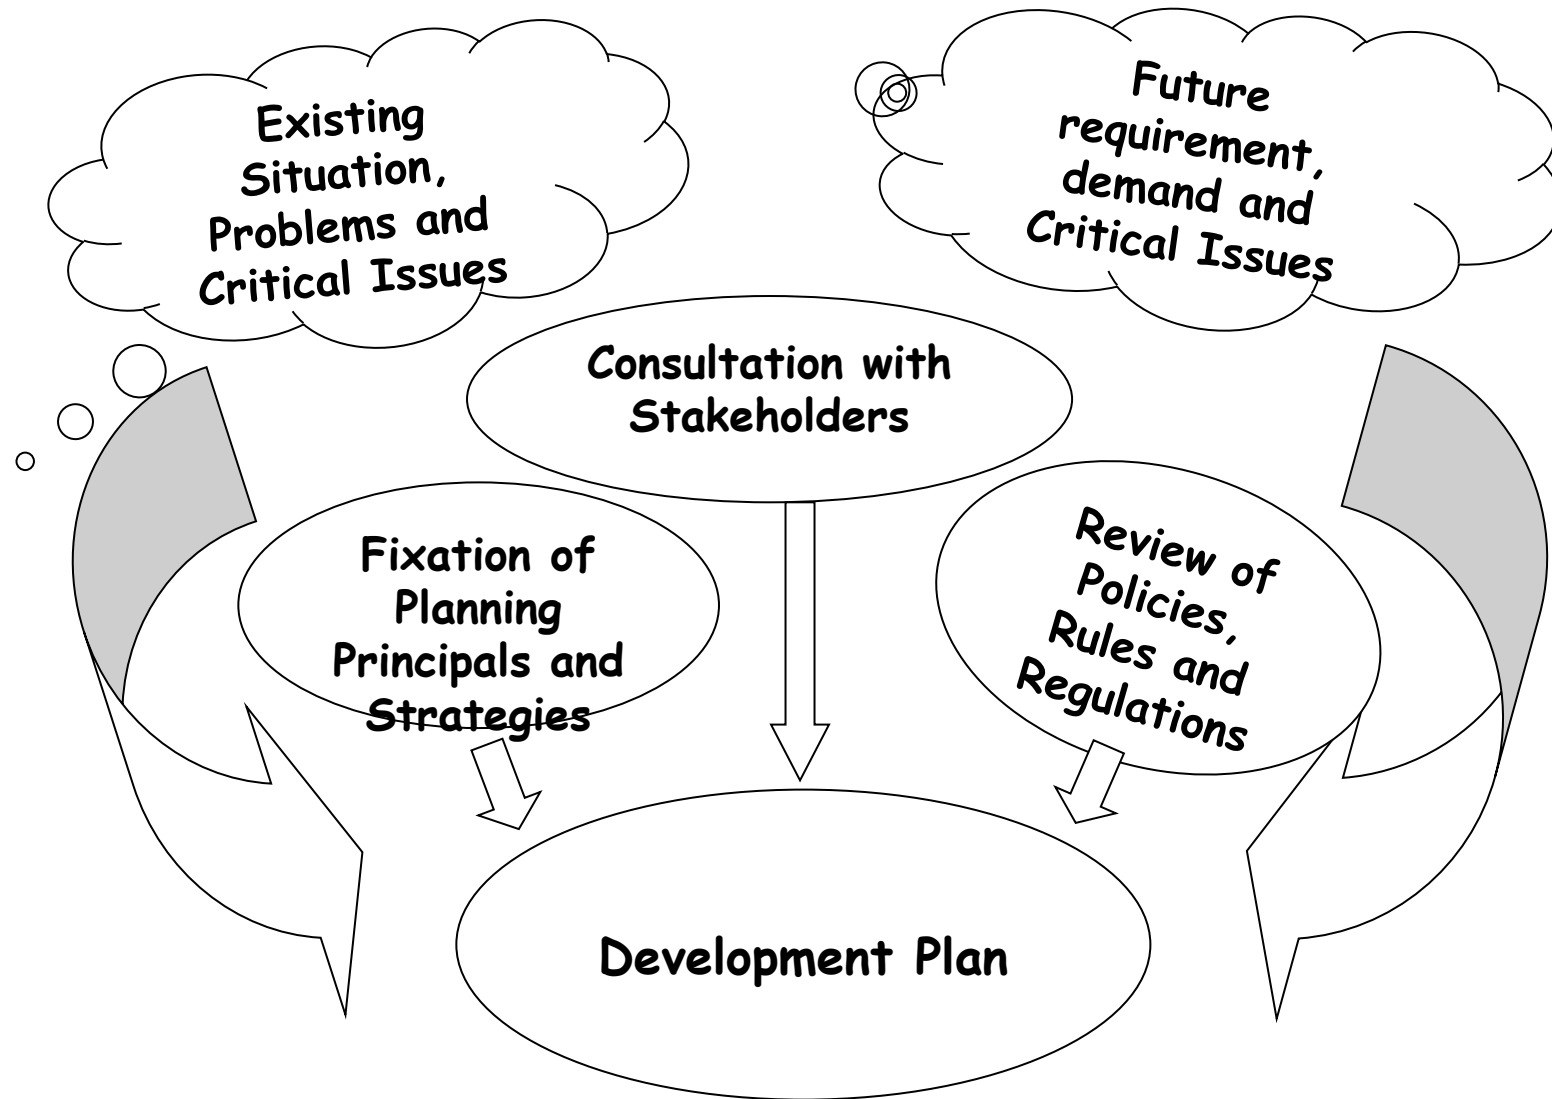 Existing
Situation,
Problems and
Critical Issues
Future
requirement,
demand and
Critical Issues
Consultation with
Stakeholders
Fixation of
Planning
Principals and
Strategies
Review of
Policies,
Rules and
Regulations
Development Plan